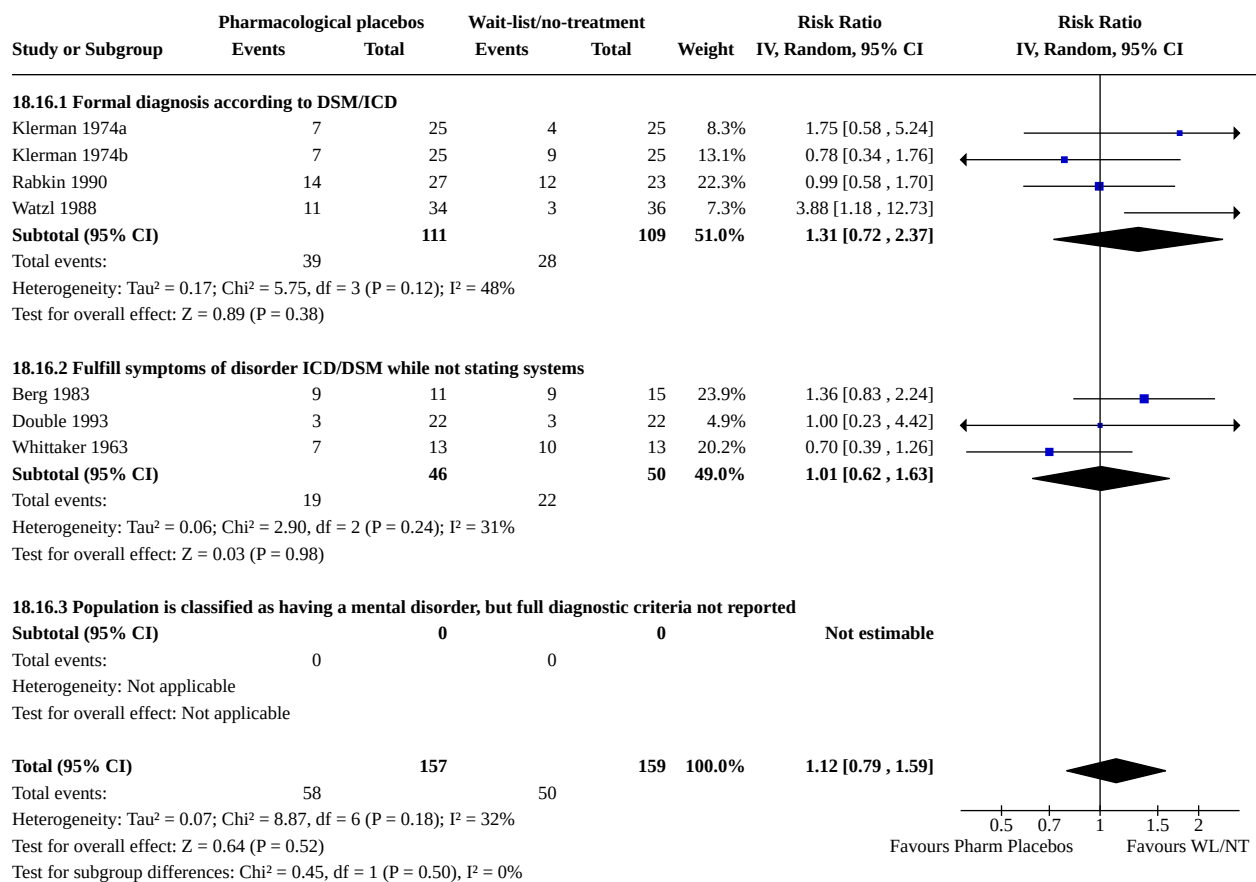 Pharmacological placebos Wait-list/no-treatment Risk Ratio Risk Ratio
Study or Subgroup Events Total Events Total Weight IV, Random, 95% CI IV, Random, 95% CI
18.16.1 Formal diagnosis according to DSM/ICD
Klerman 1974a 7 25 4 25 8.3% 1.75 [0.58 , 5.24]
Klerman 1974b 7 25 9 25 13.1% 0.78 [0.34 , 1.76]
Rabkin 1990 14 27 12 23 22.3% 0.99 [0.58 , 1.70]
Watzl 1988 11 34 3 36 7.3% 3.88 [1.18 , 12.73]
Subtotal (95% CI) 111 109 51.0% 1.31 [0.72 , 2.37]
Total events: 39 28
Heterogeneity: Tau² = 0.17; Chi² = 5.75, df = 3 (P = 0.12); I² = 48%
Test for overall effect: Z = 0.89 (P = 0.38)
18.16.2 Fulfill symptoms of disorder ICD/DSM while not stating systems
Berg 1983 9 11 9 15 23.9% 1.36 [0.83 , 2.24]
Double 1993 3 22 3 22 4.9% 1.00 [0.23 , 4.42]
Whittaker 1963 7 13 10 13 20.2% 0.70 [0.39 , 1.26]
Subtotal (95% CI) 46 50 49.0% 1.01 [0.62 , 1.63]
Total events: 19 22
Heterogeneity: Tau² = 0.06; Chi² = 2.90, df = 2 (P = 0.24); I² = 31%
Test for overall effect: Z = 0.03 (P = 0.98)
18.16.3 Population is classified as having a mental disorder, but full diagnostic criteria not reported
Subtotal (95% CI) 0 0 Not estimable
Total events: 0 0
Heterogeneity: Not applicable
Test for overall effect: Not applicable
Total (95% CI) 157 159 100.0% 1.12 [0.79 , 1.59]
Total events: 58 50
Heterogeneity: Tau² = 0.07; Chi² = 8.87, df = 6 (P = 0.18); I² = 32%
0.5 0.7 1 1.5 2
Test for overall effect: Z = 0.64 (P = 0.52) Favours Pharm Placebos Favours WL/NT
Test for subgroup differences: Chi² = 0.45, df = 1 (P = 0.50), I² = 0%